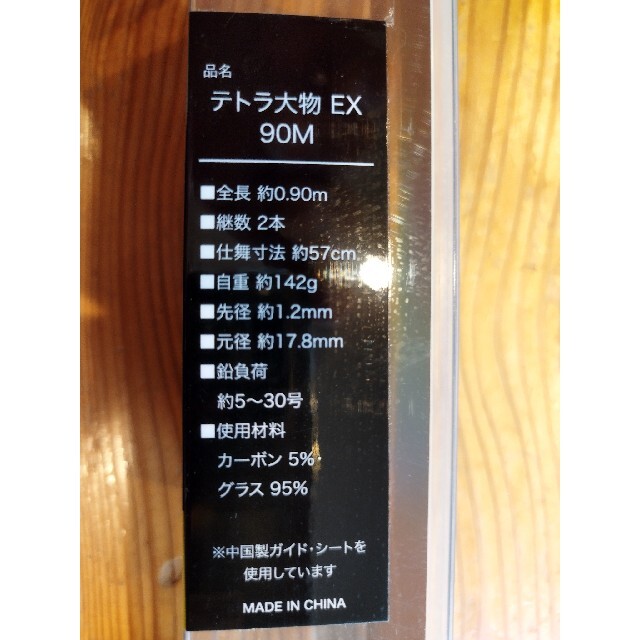 品名
テトラ大物 EX
90M
■全長 約0.90m
■継数 2本
■仕舞寸法 約57cm
■自重 約142g
■先径 約1.2mm
■元径 約17.8mm
■鉛負荷
約5〜30号
■使用材料
カーボン 5%・
グラス 95%
※中国製ガイド・シートを
使用しています
MADE IN CHINA